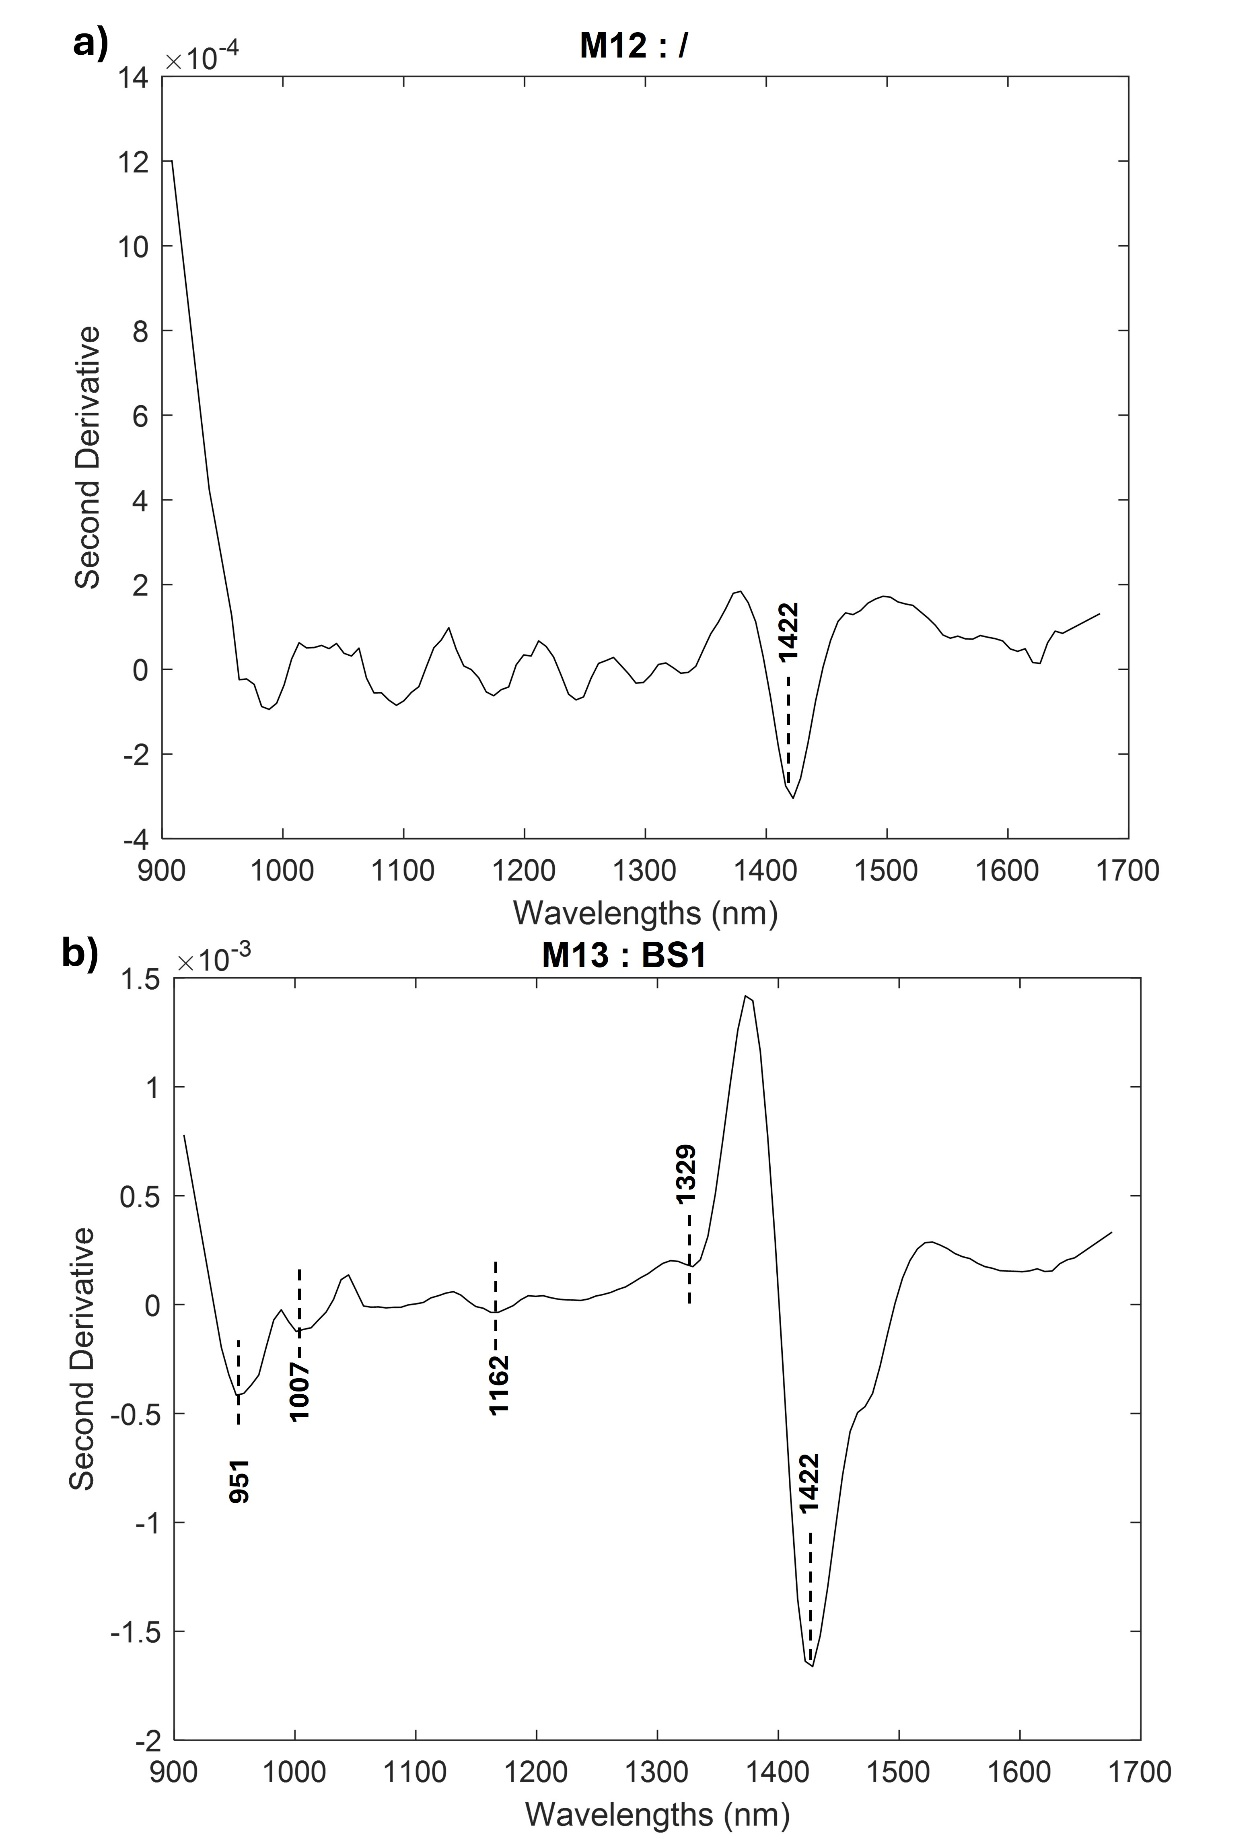 a)
×10-4
M12 : /
14
12
10
8
6
4
2
0
-2
-4
Second Derivative
1422
900 1000 1100 1200 1300 1400 1500 1600 1700
Wavelengths (nm)
b)
×10-3
M13 : BS1
1.5
1
0.5
0
-0.5
-1
-1.5
-2
Second Derivative
951
1007
1162
1329
1422
900 1000 1100 1200 1300 1400 1500 1600 1700
Wavelengths (nm)